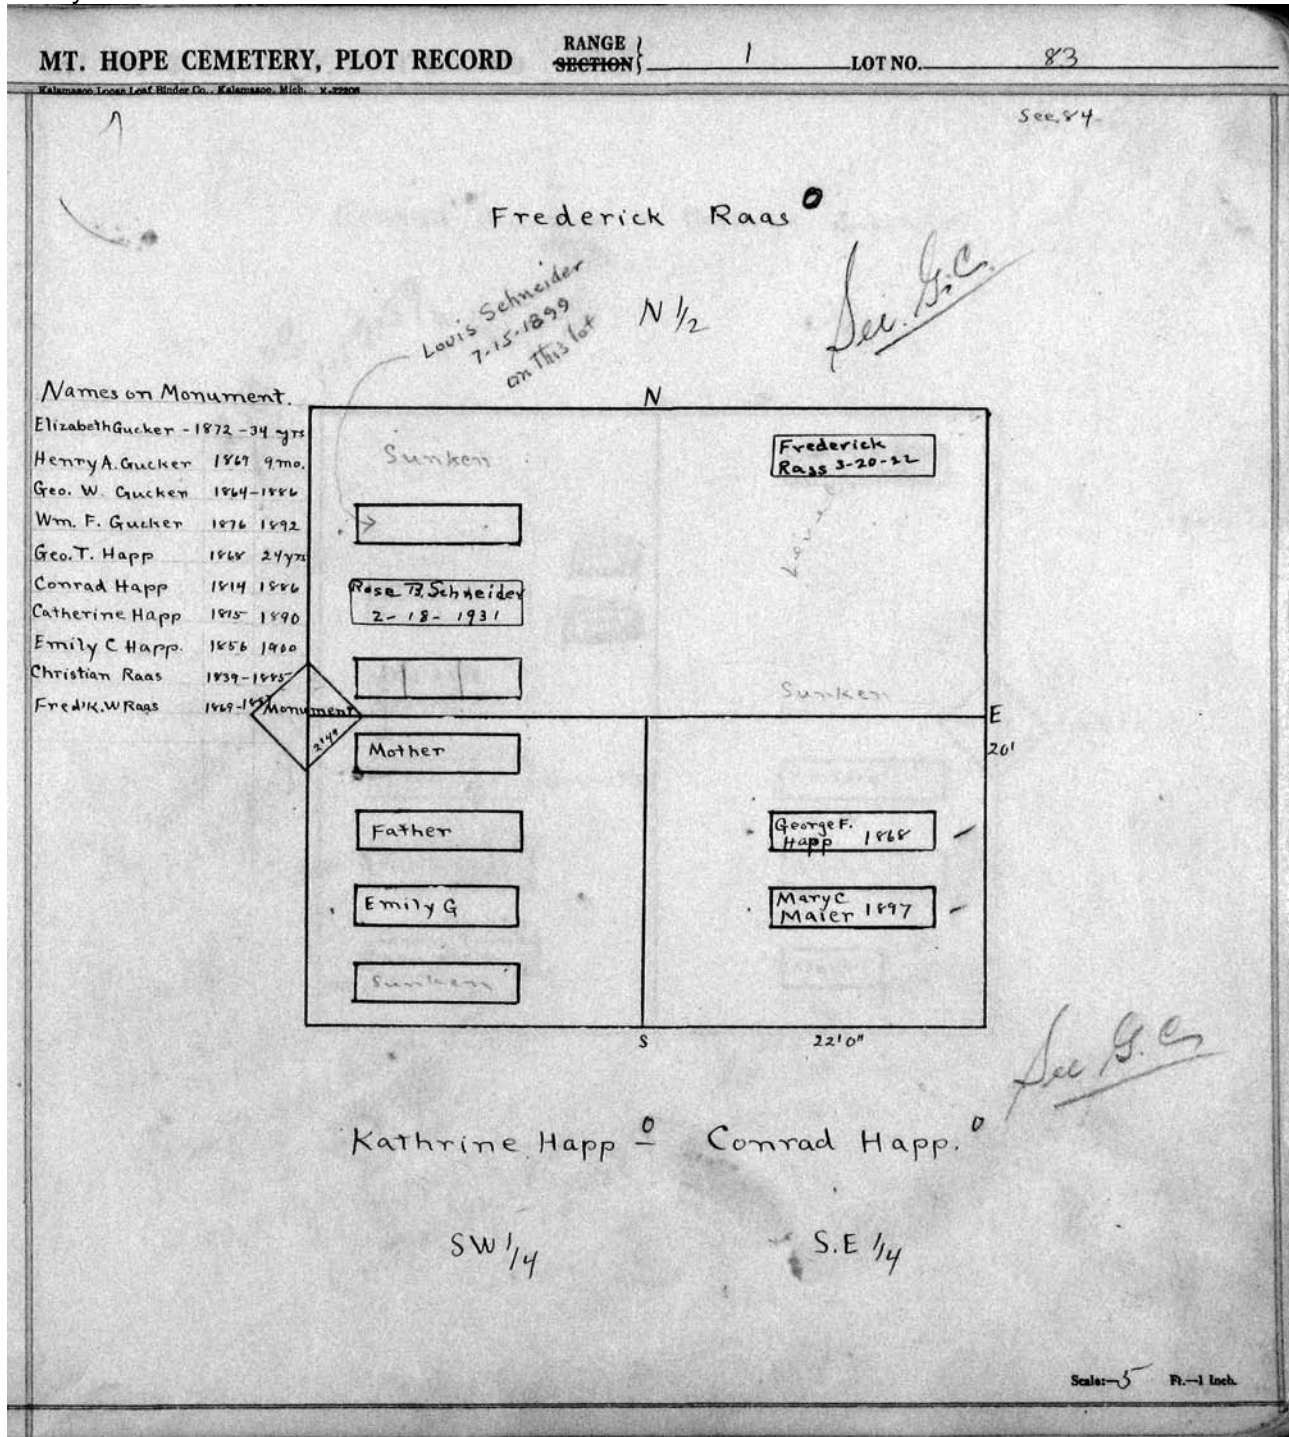 MT. HOPE CEMETERY, PLOT RECORD RANGE SECTION 1 LOT NO. 83
Kalamazoo Loose Leaf Binder Co., Kalamazoo, Mich.
See 84
Frederick Raas
Louis Schneider
7-15-1899
on This lot
N 1/2
See. G.C.
Names on Monument.
Elizabeth Gucker - 1872 - 34 yrs
Henry A. Gucker 1869 9 mo.
Geo. W. Gucker 1864-1886
Wm. F. Gucker 1876 1892
Geo. T. Happ 1868 24 yrs
Conrad Happ 1814 1886
Catherine Happ 1815 1890
Emily C Happ. 1856 1900
Christian Raas 1839-1885
Fred'k. W Raas 1869-
Monument
N
Sunken
Frederick
Rass 3-20-22
Rose B. Schneider
2-18-1931
Sunken
E
20'
Mother
Father
Emily G
Sunken
George F.
Happ 1868
Mary C
Maier 1897
S
22'0"
See G.C.
Kathrine Happ - Conrad Happ.
SW 1/4
S.E 1/4
Scale:—5 Ft.—1 Inch.